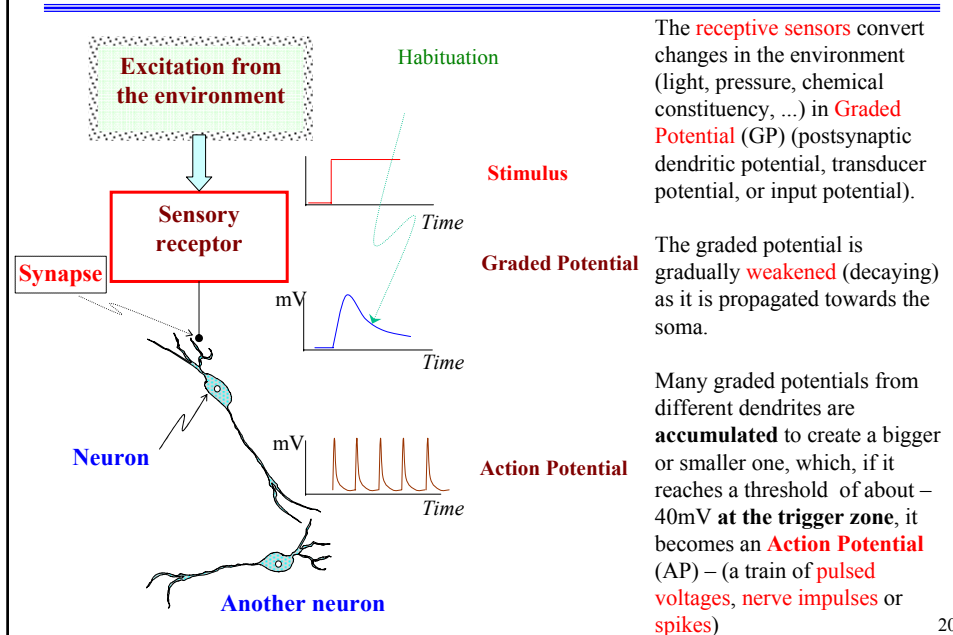 Excitation from
the environment
Habituation
Stimulus
Time
Sensory
receptor
Synapse
Graded Potential
mV
Time
Neuron
mV
Action Potential
Time
Another neuron
The receptive sensors convert
changes in the environment
(light, pressure, chemical
constituency, ...) in Graded
Potential (GP) (postsynaptic
dendritic potential, transducer
potential, or input potential).
The graded potential is
gradually weakened (decaying)
as it is propagated towards the
soma.
Many graded potentials from
different dendrites are
accumulated to create a bigger
or smaller one, which, if it
reaches a threshold of about –
40mV at the trigger zone, it
becomes an Action Potential
(AP) – (a train of pulsed
voltages, nerve impulses or
spikes)
20